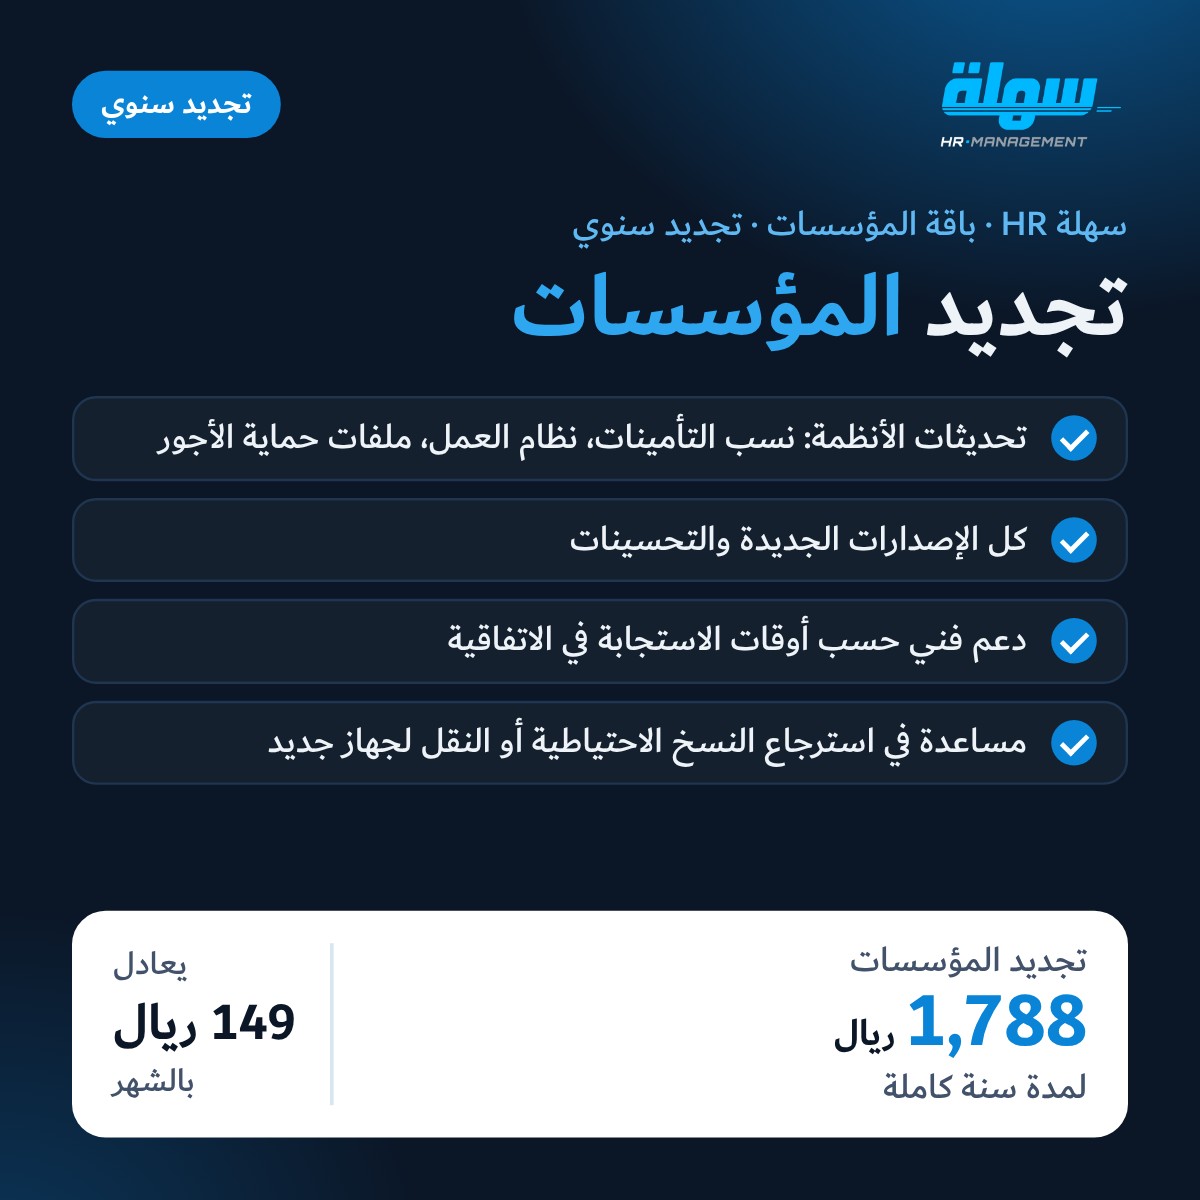 سهلة
HR·MANAGEMENT
تجديد سنوي
سهلة HR · باقة المؤسسات · تجديد سنوي
تجديد المؤسسات
تحديثات الأنظمة: نسب التأمينات، نظام العمل، ملفات حماية الأجور
كل الإصدارات الجديدة والتحسينات
دعم فني حسب أوقات الاستجابة في الاتفاقية
مساعدة في استرجاع النسخ الاحتياطية أو النقل لجهاز جديد
تجديد المؤسسات
1,788 ريال
لمدة سنة كاملة
يعادل
149 ريال
بالشهر